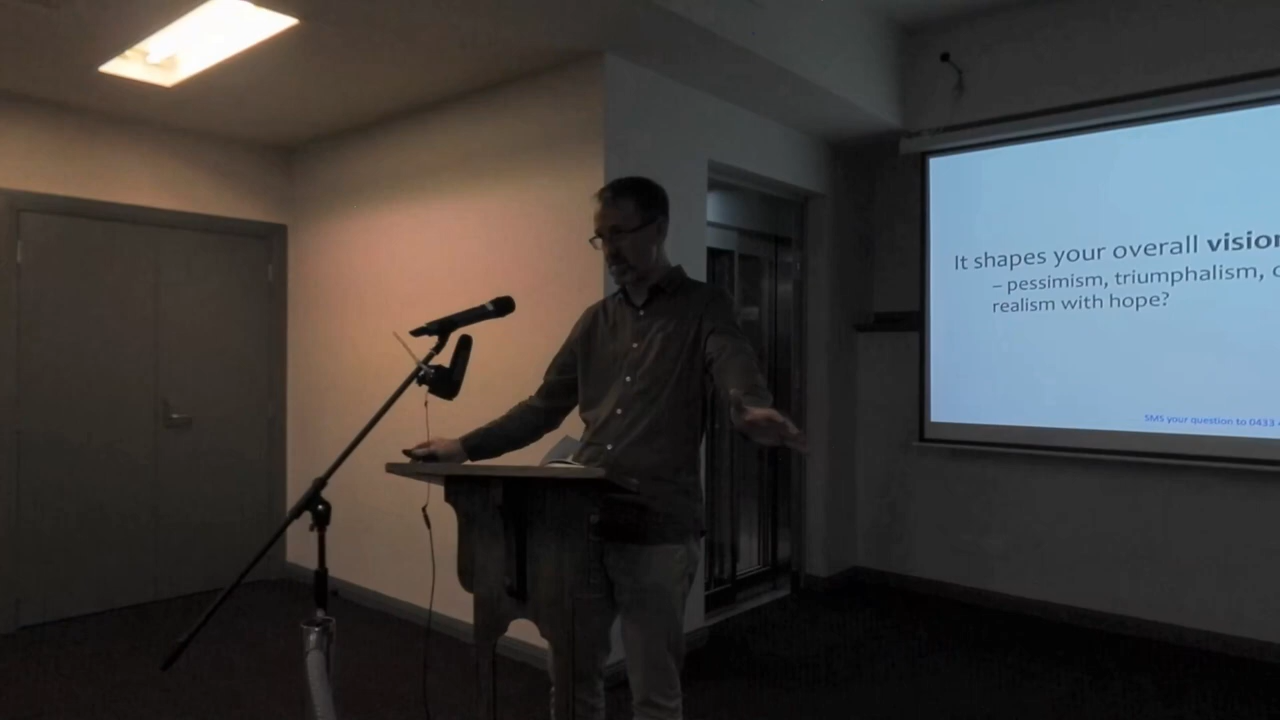 It shapes your overall vision
– pessimism, triumphalism,
realism with hope?
SMS your question to 0433